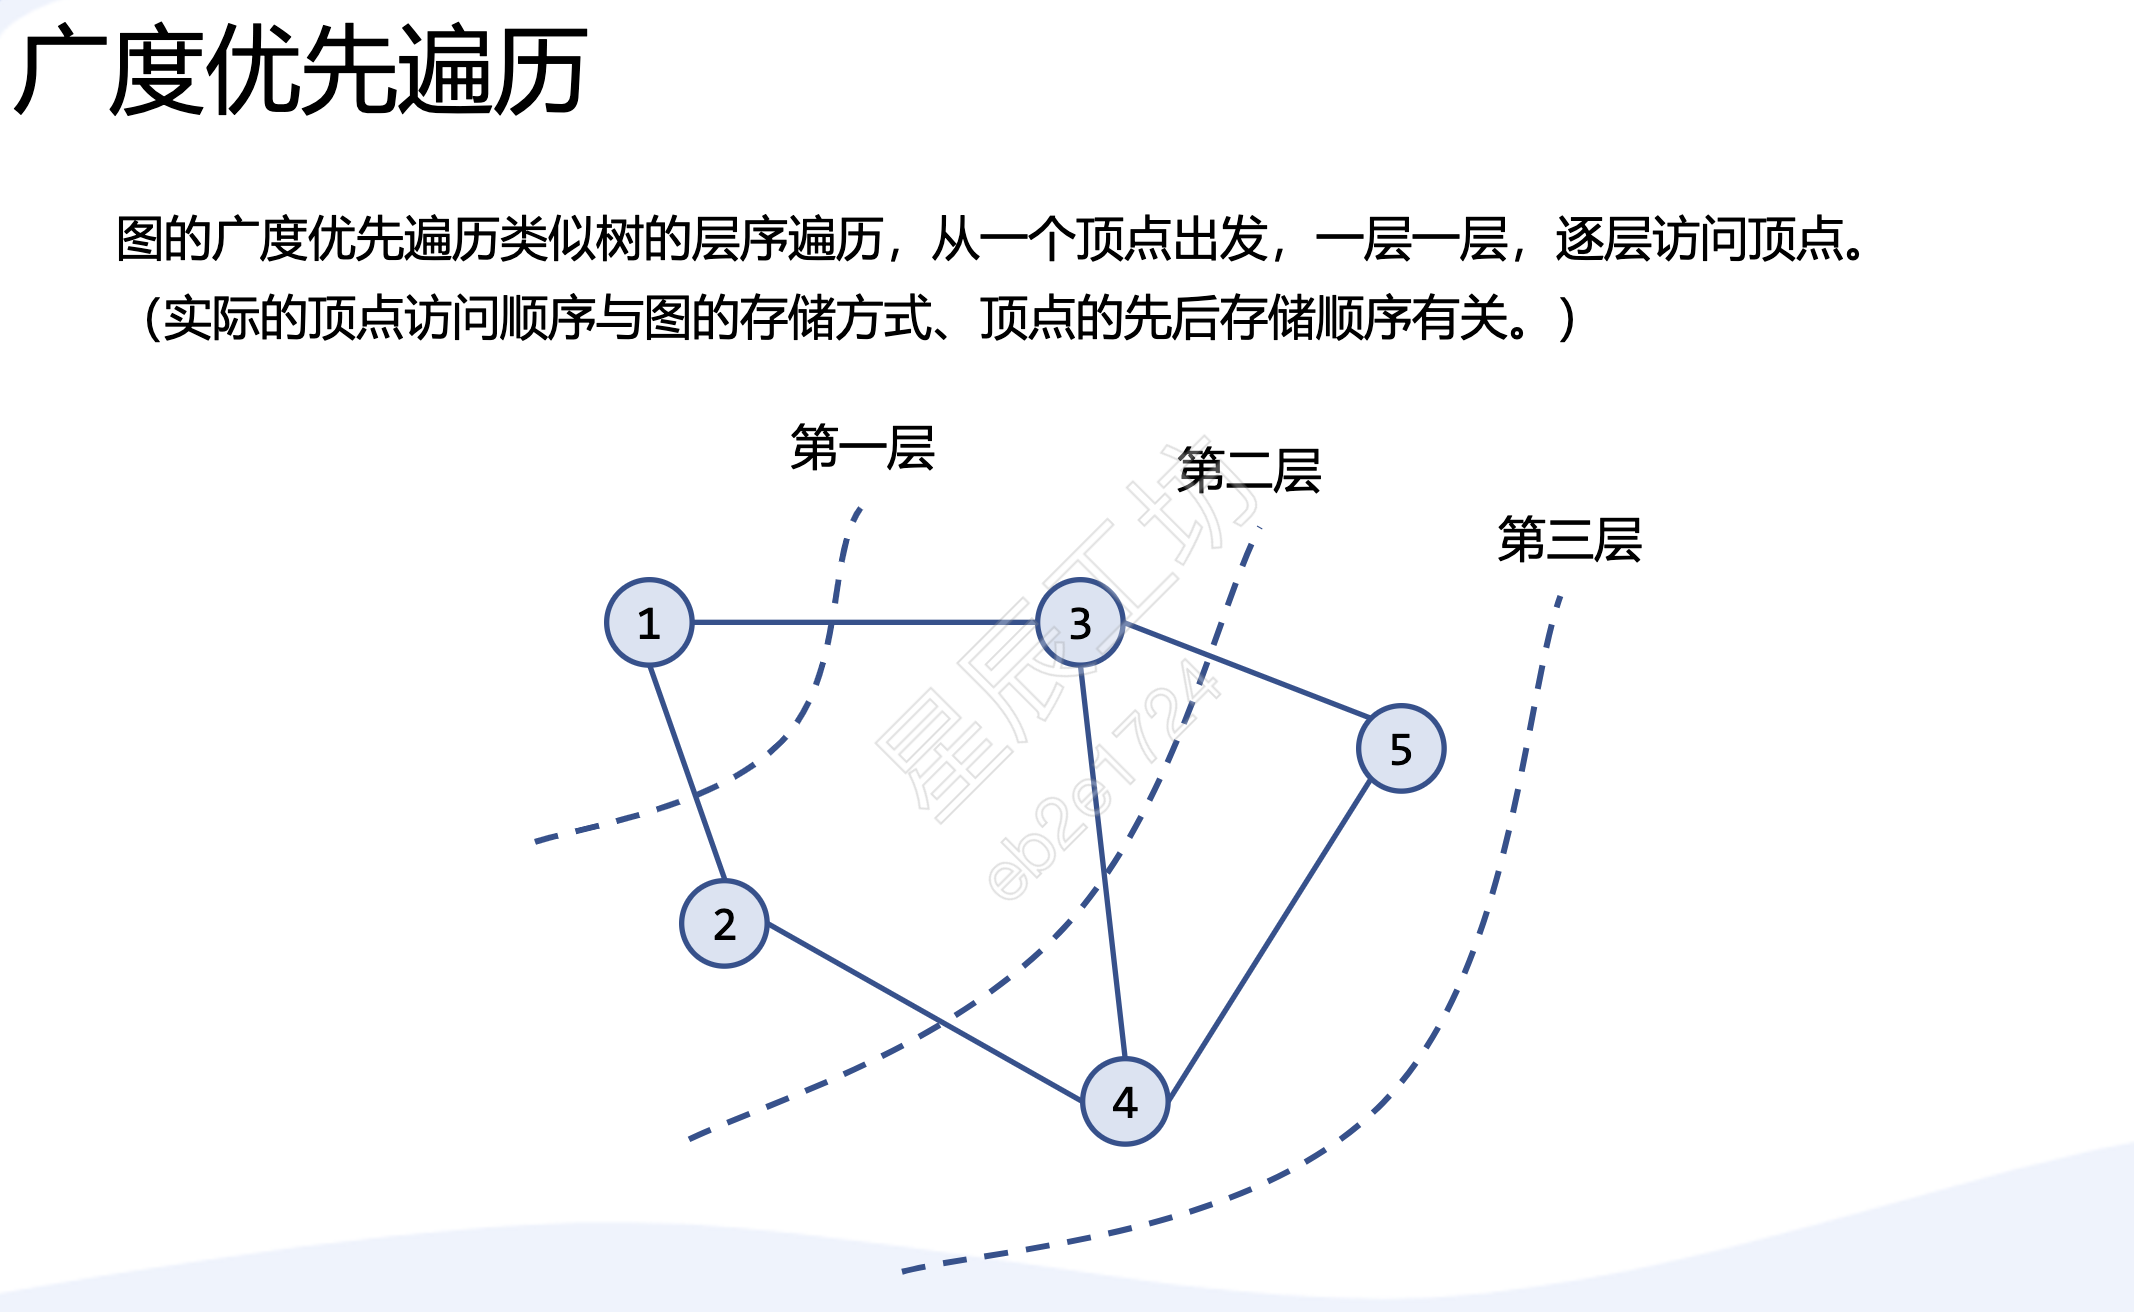 广度优先遍历
图的广度优先遍历类似树的层序遍历，从一个顶点出发，一层一层，逐层访问顶点。
（实际的顶点访问顺序与图的存储方式、顶点的先后存储顺序有关。）
第一层
第二层
第三层
1
3
5
2
4
星辰工坊
eb2e1724